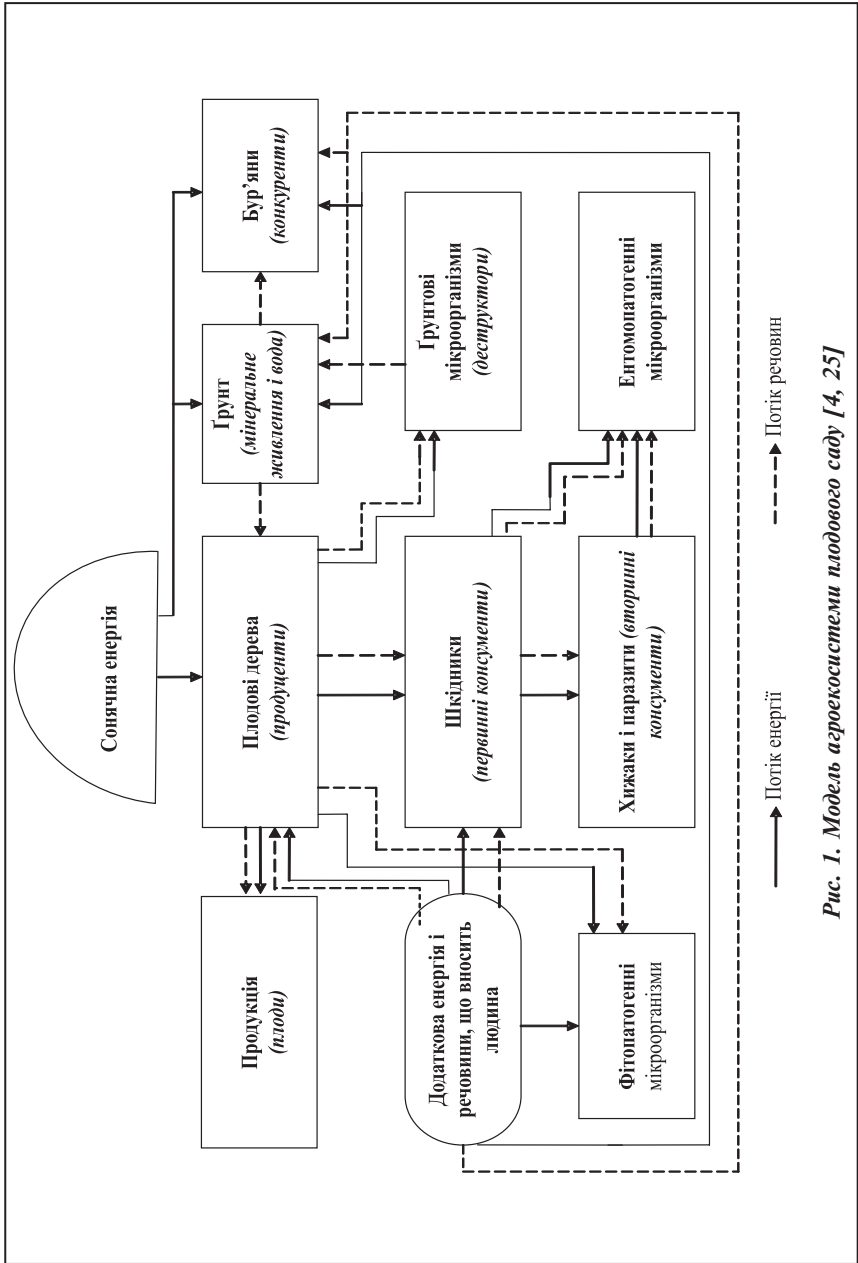 Сонячна енергія
Продукція
(плоди)
Плодові дерева
(продуценти)
Ґрунт
(мінеральне
живлення і вода)
Бур’яни
(конкуренти)
Додаткова енергія і
речовини, що вносить
людина
Шкідники
(первинні консументи)
Ґрунтові
мікроорганізми
(деструктори)
Фітопатогенні
мікроорганізми
Хижаки і паразити (вторинні
консументи)
Ентомопатогенні
мікроорганізми
Потік енергії
Потік речовин
Рис. 1. Модель агроекосистеми плодового саду [4, 25]